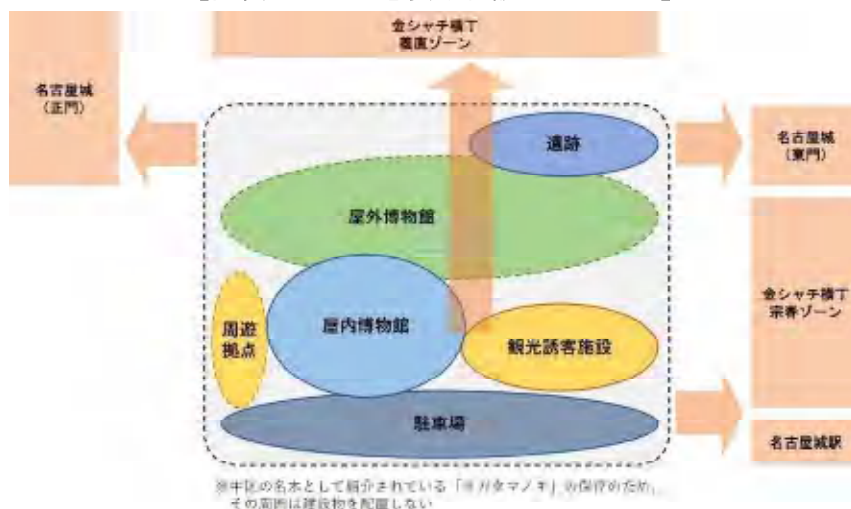 金シャチ横丁
義直ゾーン
名古屋城
(正門)
遺跡
名古屋城
(東門)
屋外博物館
金シャチ横丁
宗春ゾーン
周遊
拠点
屋内博物館
観光誘客施設
駐車場
名古屋城駅
※中区の名木として紹介されている「オガタマノキ」の保存のため、
その周囲は建設物を配置しない